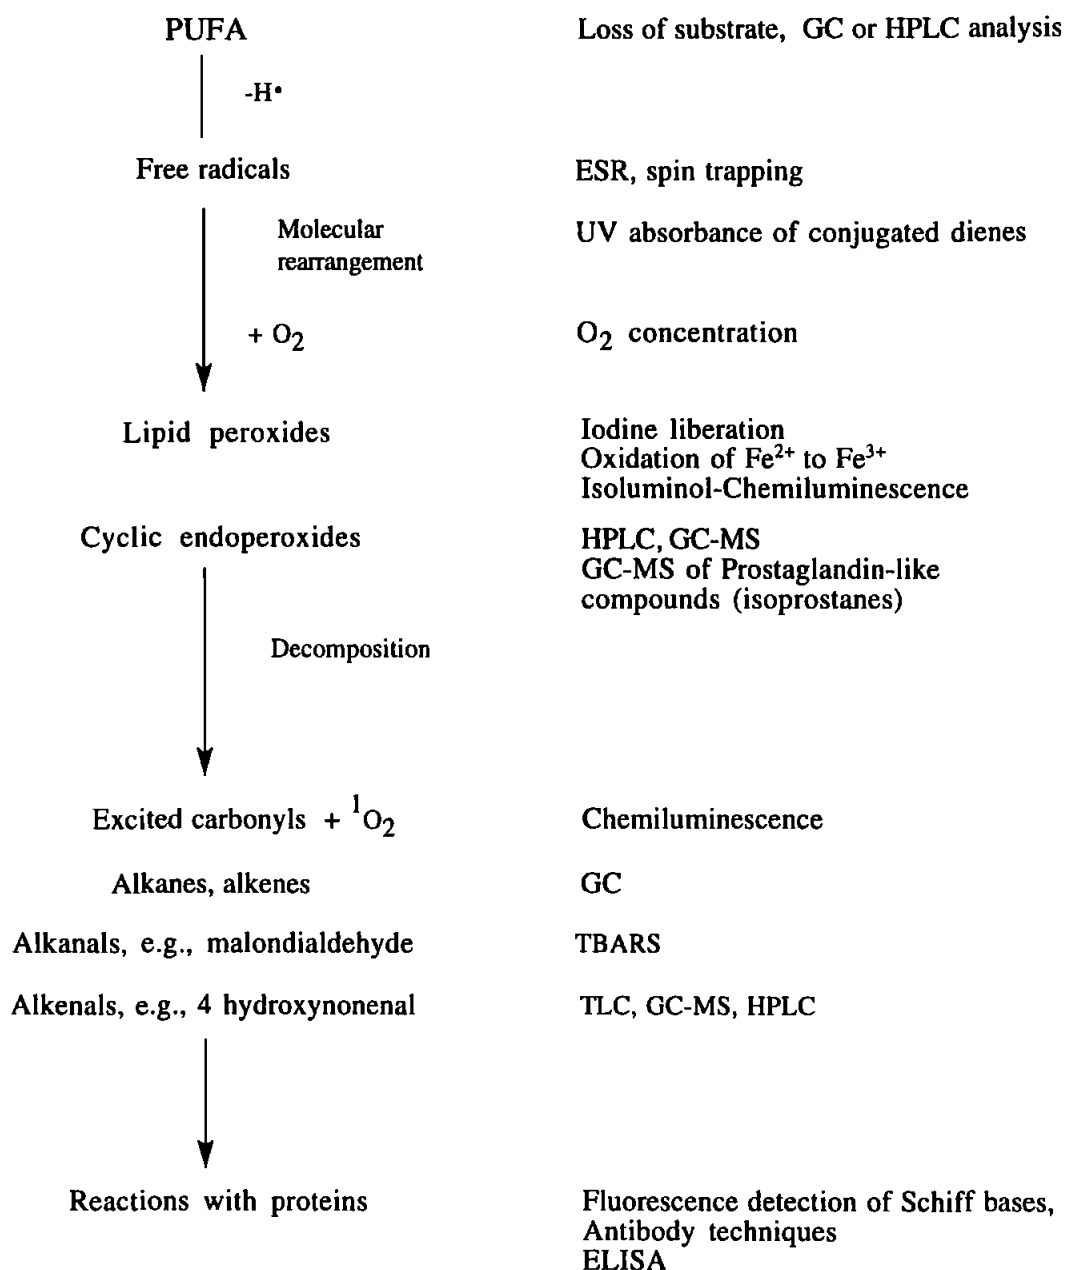 PUFA
Loss of substrate, GC or HPLC analysis
-H•
Free radicals
ESR, spin trapping
Molecular
rearrangement
UV absorbance of conjugated dienes
+ O2
O2 concentration
Lipid peroxides
Iodine liberation
Oxidation of Fe2+ to Fe3+
Isoluminol-Chemiluminescence
Cyclic endoperoxides
HPLC, GC-MS
GC-MS of Prostaglandin-like
compounds (isoprostanes)
Decomposition
Excited carbonyls + 1O2
Chemiluminescence
Alkanes, alkenes
GC
Alkanals, e.g., malondialdehyde
TBARS
Alkenals, e.g., 4 hydroxynonenal
TLC, GC-MS, HPLC
Reactions with proteins
Fluorescence detection of Schiff bases,
Antibody techniques
ELISA